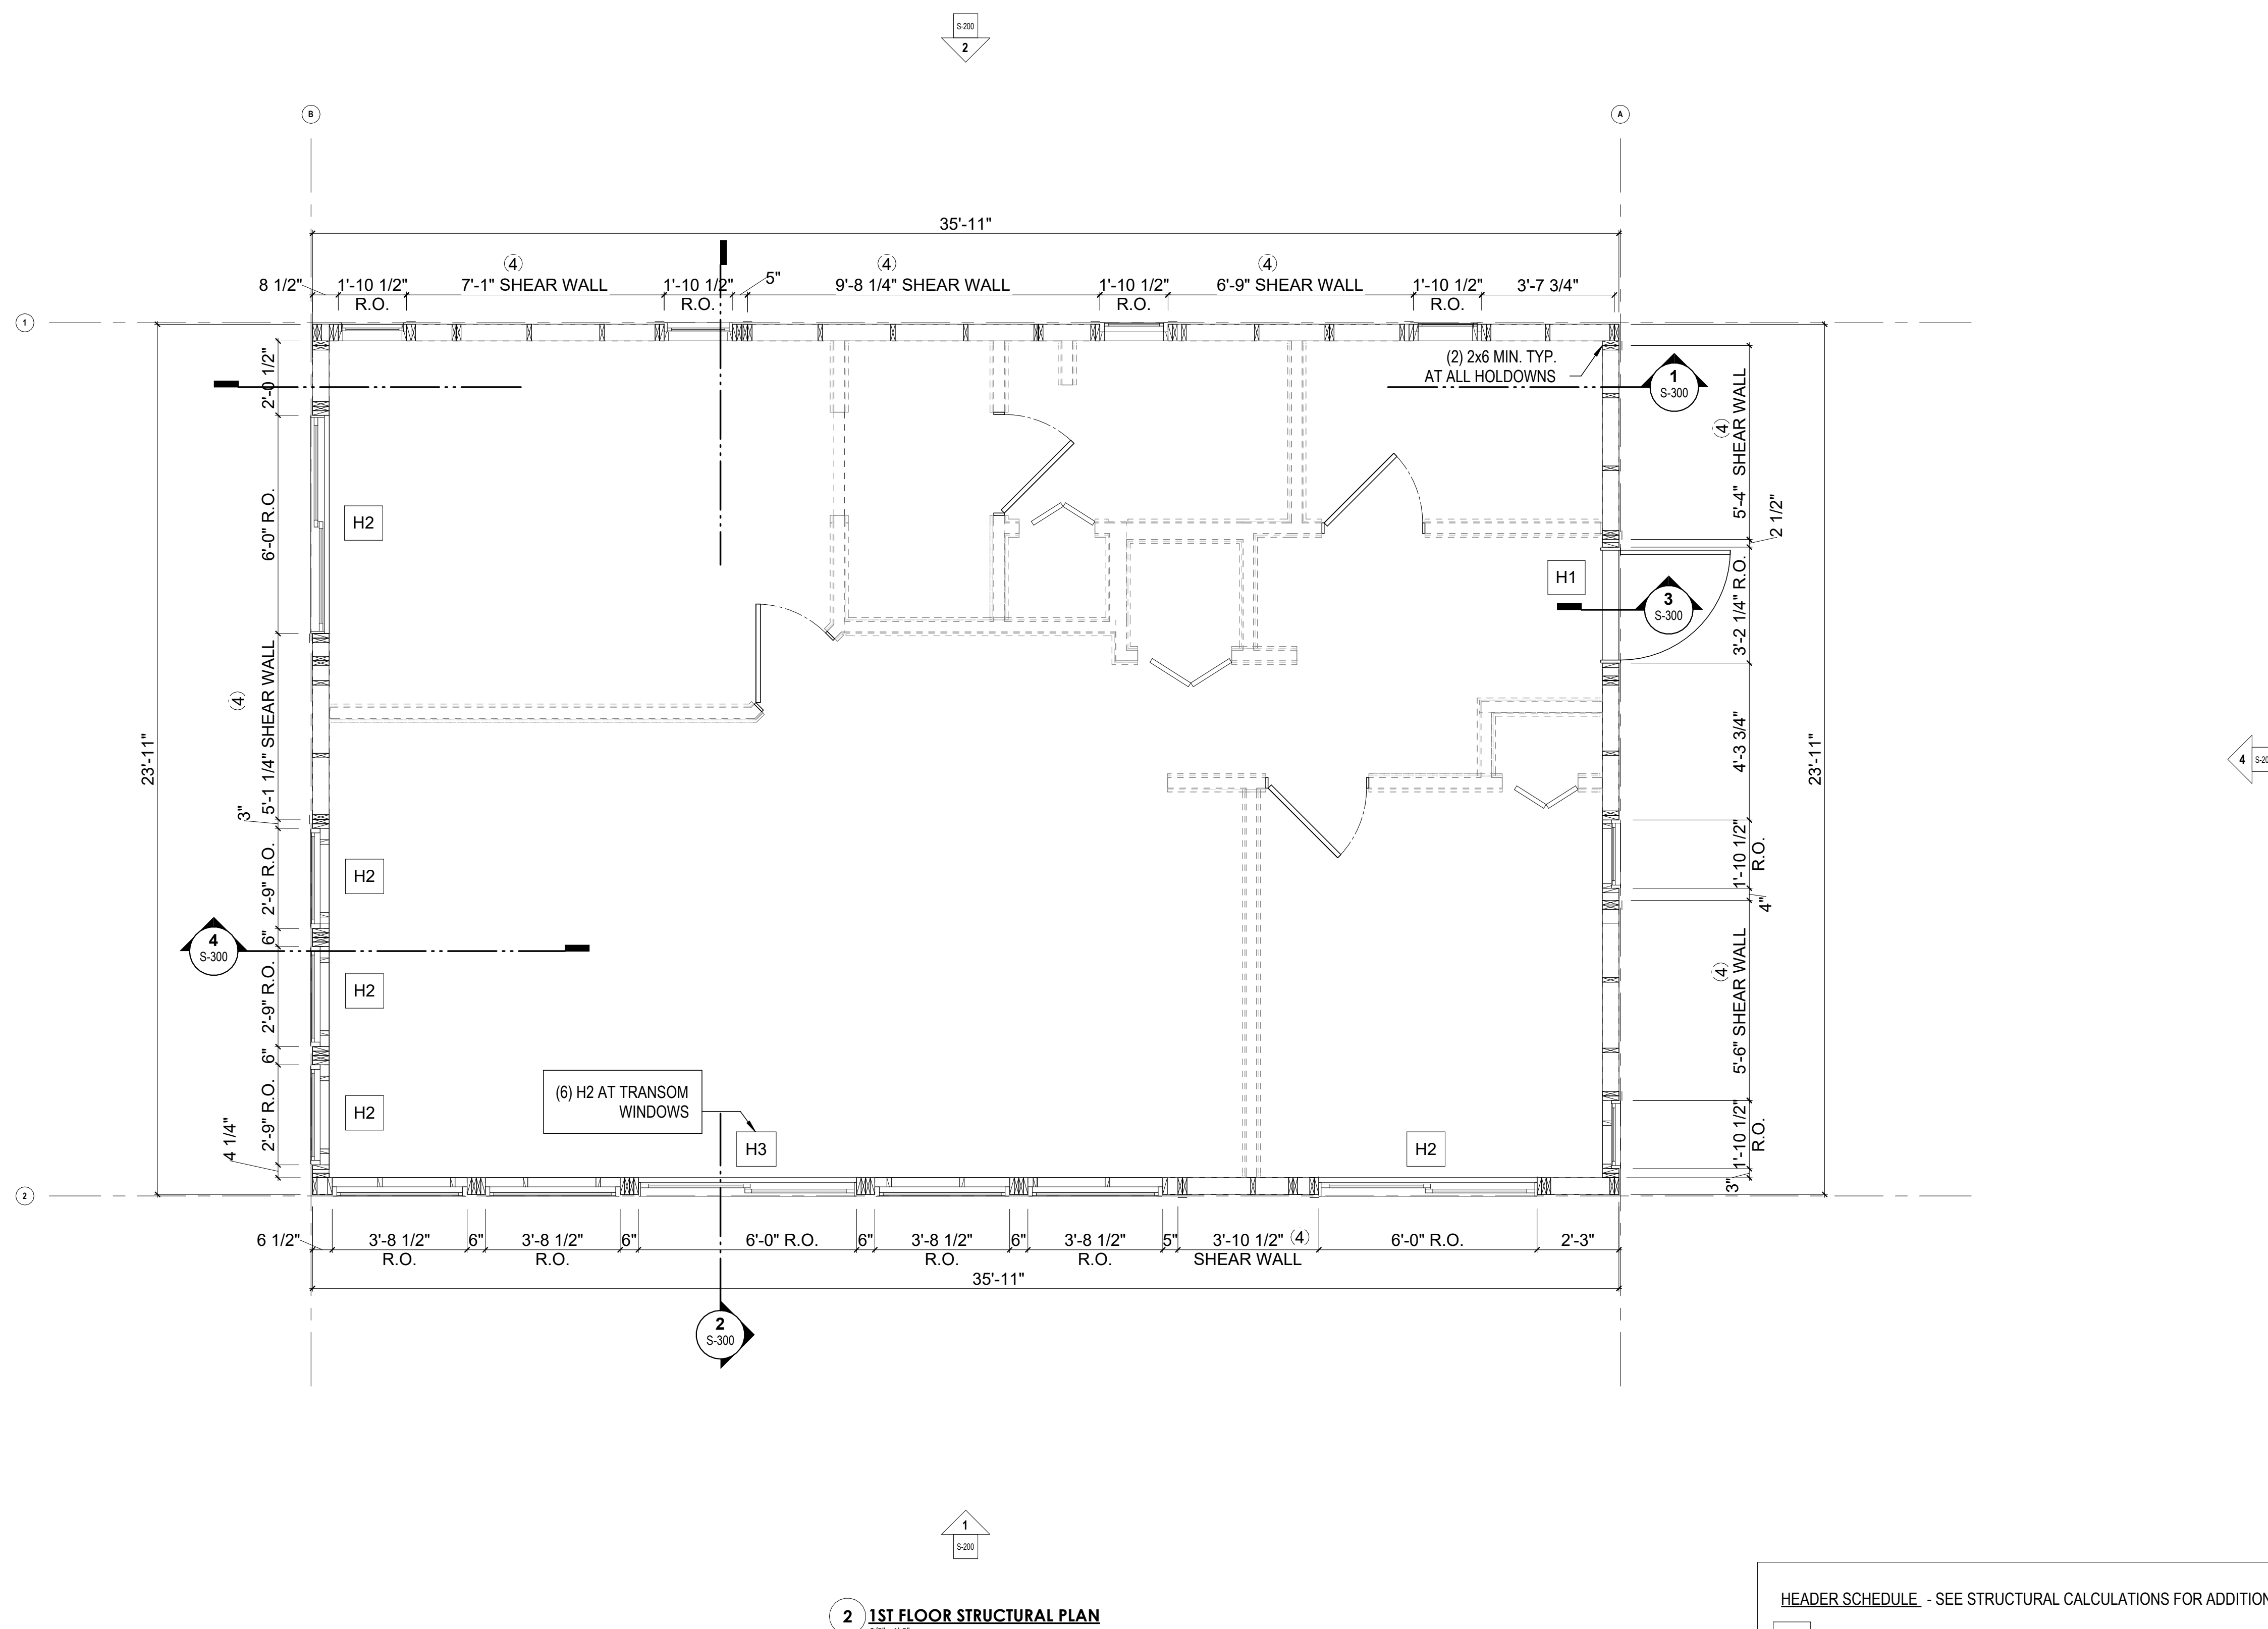 S-200
2
B
A
35'-11"
4
4
4
8 1/2"
1'-10 1/2"
R.O.
7'-1" SHEAR WALL
1'-10 1/2"
R.O.
5"
9'-8 1/4" SHEAR WALL
1'-10 1/2"
R.O.
6'-9" SHEAR WALL
1'-10 1/2"
R.O.
3'-7 3/4"
1
(2) 2x6 MIN. TYP.
AT ALL HOLDOWNS
1
S-300
2'-0 1/2"
6'-0" R.O.
4
5'-1 1/4" SHEAR WALL
3"
2'-9" R.O.
6"
2'-9" R.O.
6"
2'-9" R.O.
4 1/4"
23'-11"
H2
H1
3
S-300
4
5'-4" SHEAR WALL
2 1/2"
3'-2 1/4" R.O.
4'-3 3/4"
1'-10 1/2"
R.O.
4"
4
5'-6" SHEAR WALL
1'-10 1/2"
R.O.
3"
23'-11"
4
H2
4
S-300
H2
H2
(6) H2 AT TRANSOM
WINDOWS
H3
H2
2
6 1/2"
3'-8 1/2"
R.O.
6"
3'-8 1/2"
R.O.
6"
6'-0" R.O.
6"
3'-8 1/2"
R.O.
6"
3'-8 1/2"
R.O.
5"
3'-10 1/2" 4
SHEAR WALL
6'-0" R.O.
2'-3"
35'-11"
2
S-300
1
S-200
2 1ST FLOOR STRUCTURAL PLAN
HEADER SCHEDULE - SEE STRUCTURAL CALCULATIONS FOR